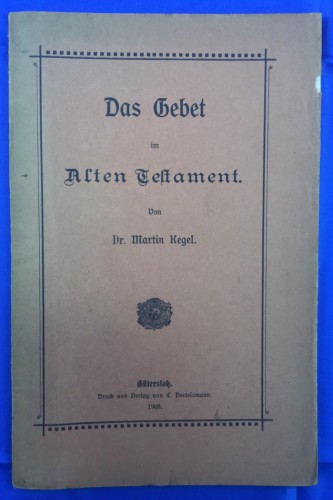 Das Gebet
im
Alten Testament.
Von
Dr. Martin Kegel.
Gütersloh.
Druck und Verlag von C. Bertelsmann.
1908.